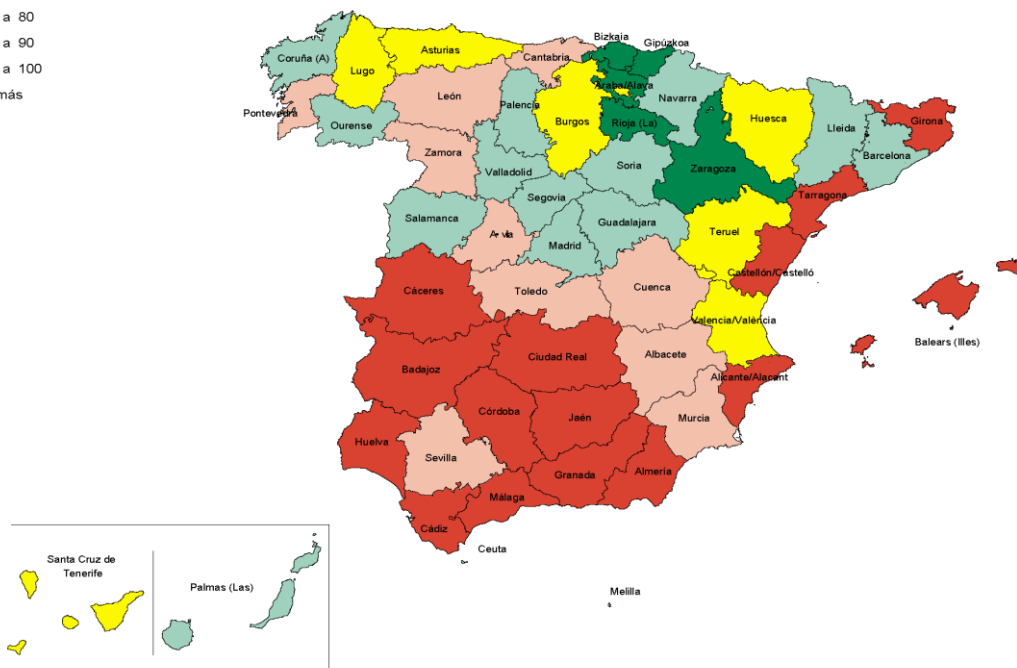 a 80
a 90
a 100
más
Bizkaia
Gipúzkoa
Coruña (A)
Lugo
Asturias
Cantabria
Araba/Álava
Navarra
Pontevedra
Ourense
León
Palencia
Burgos
Rioja (La)
Huesca
Lleida
Girona
Barcelona
Zamora
Valladolid
Soria
Zaragoza
Tarragona
Salamanca
Segovia
Guadalajara
Teruel
Madrid
Castellón/Castelló
Cáceres
Toledo
Cuenca
Valencia/València
Balears (Illes)
Badajoz
Ciudad Real
Albacete
Alicante/Alacant
Córdoba
Jaén
Murcia
Huelva
Sevilla
Granada
Almería
Málaga
Cádiz
Ceuta
Melilla
Santa Cruz de
Tenerife
Palmas (Las)